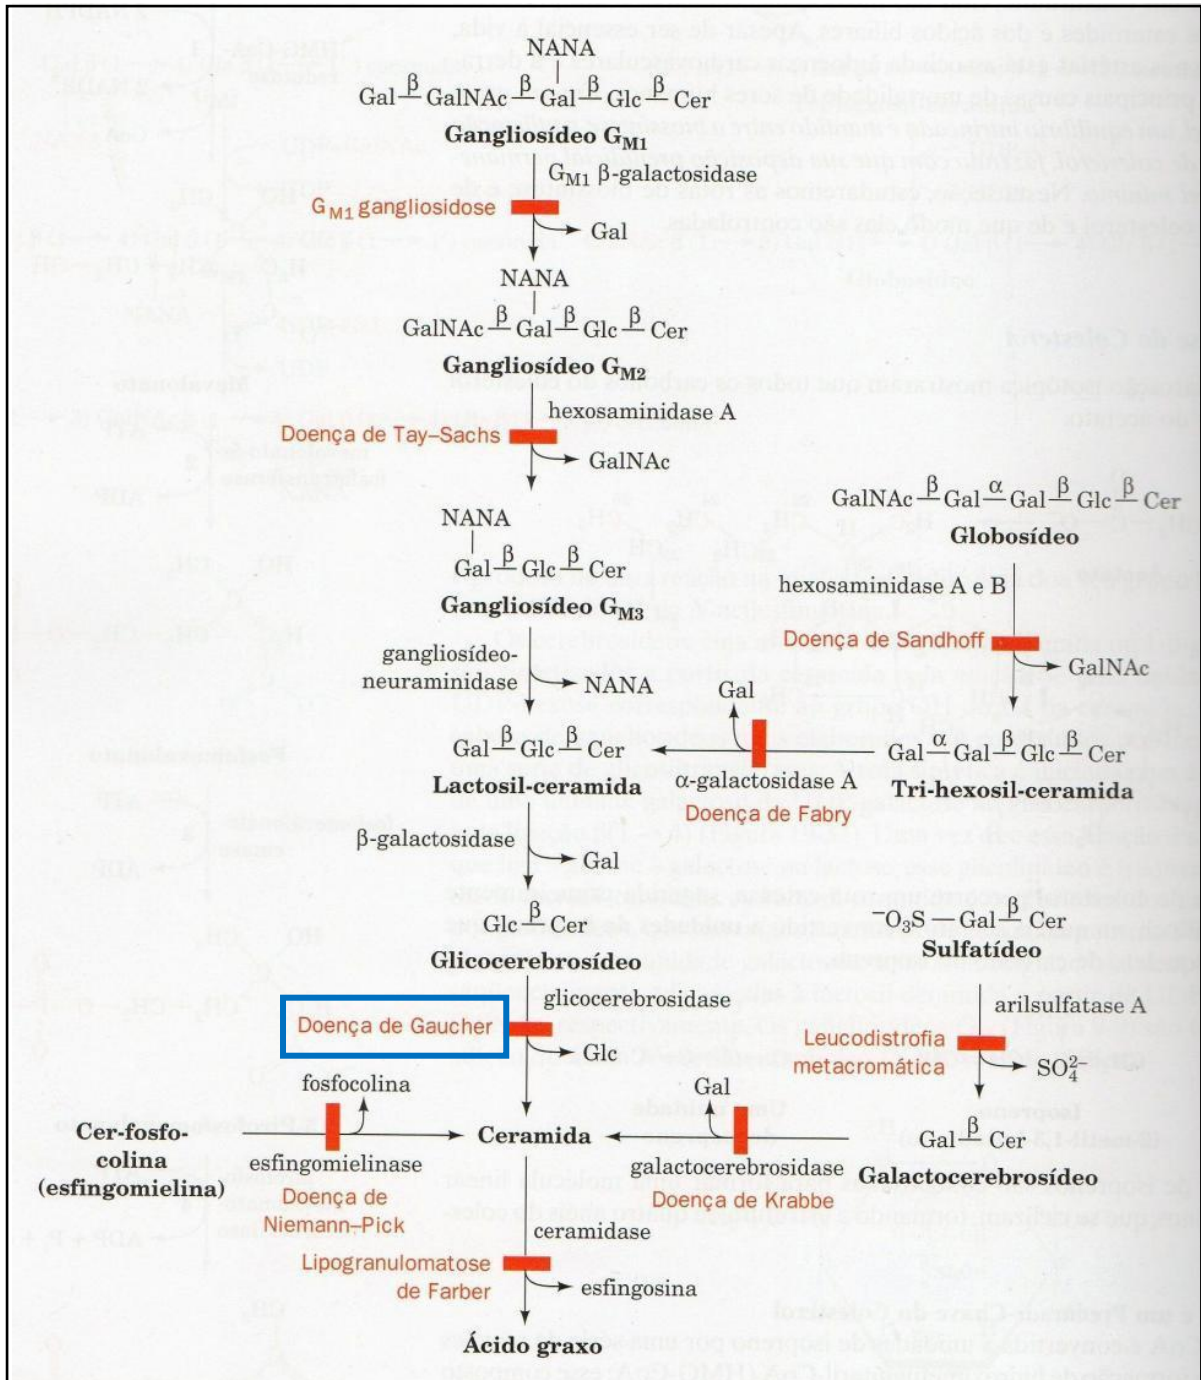 NANA
Gal β GalNAc β Gal β Glc β Cer
Gangliosídeo G_M1
G_M1 β-galactosidase
G_M1 gangliosidose
Gal
NANA
GalNAc β Gal β Glc β Cer
Gangliosídeo G_M2
hexosaminidase A
Doença de Tay–Sachs
GalNAc
NANA
Gal β Glc β Cer
Gangliosídeo G_M3
gangliosídeo-
neuraminidase
NANA
GalNAc β Gal α Gal β Glc β Cer
Globosídeo
hexosaminidase A e B
Doença de Sandhoff
GalNAc
Gal α Gal β Glc β Cer
Tri-hexosil-ceramida
Gal
α-galactosidase A
Doença de Fabry
Gal β Glc β Cer
Lactosil-ceramida
β-galactosidase
Gal
Glc β Cer
Glicocerebrosídeo
glicocerebrosidase
Doença de Gaucher
Glc
⁻O₃S — Gal β Cer
Sulfatídeo
arilsulfatase A
Leucodistrofia
metacromática
SO₄²⁻
Gal β Cer
Galactocerebrosídeo
Gal
galactocerebrosidase
Doença de Krabbe
fosfocolina
Cer-fosfo-
colina
(esfingomielina)
esfingomielinase
Doença de
Niemann–Pick
Ceramida
ceramidase
Lipogranulomatose
de Farber
esfingosina
Ácido graxo